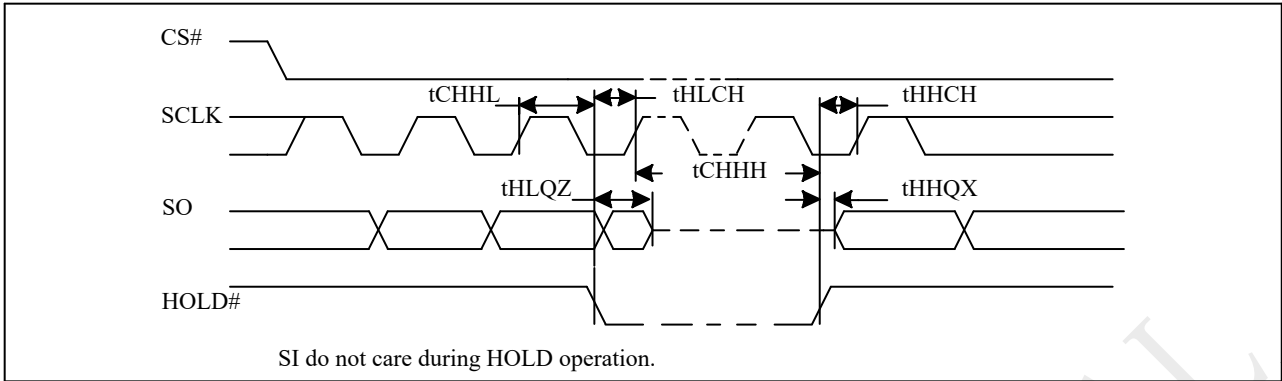 CS#
tCHHL
tHLCH
tHHCH
SCLK
tCHHH
tHLQZ
tHHQX
SO
HOLD#
SI do not care during HOLD operation.